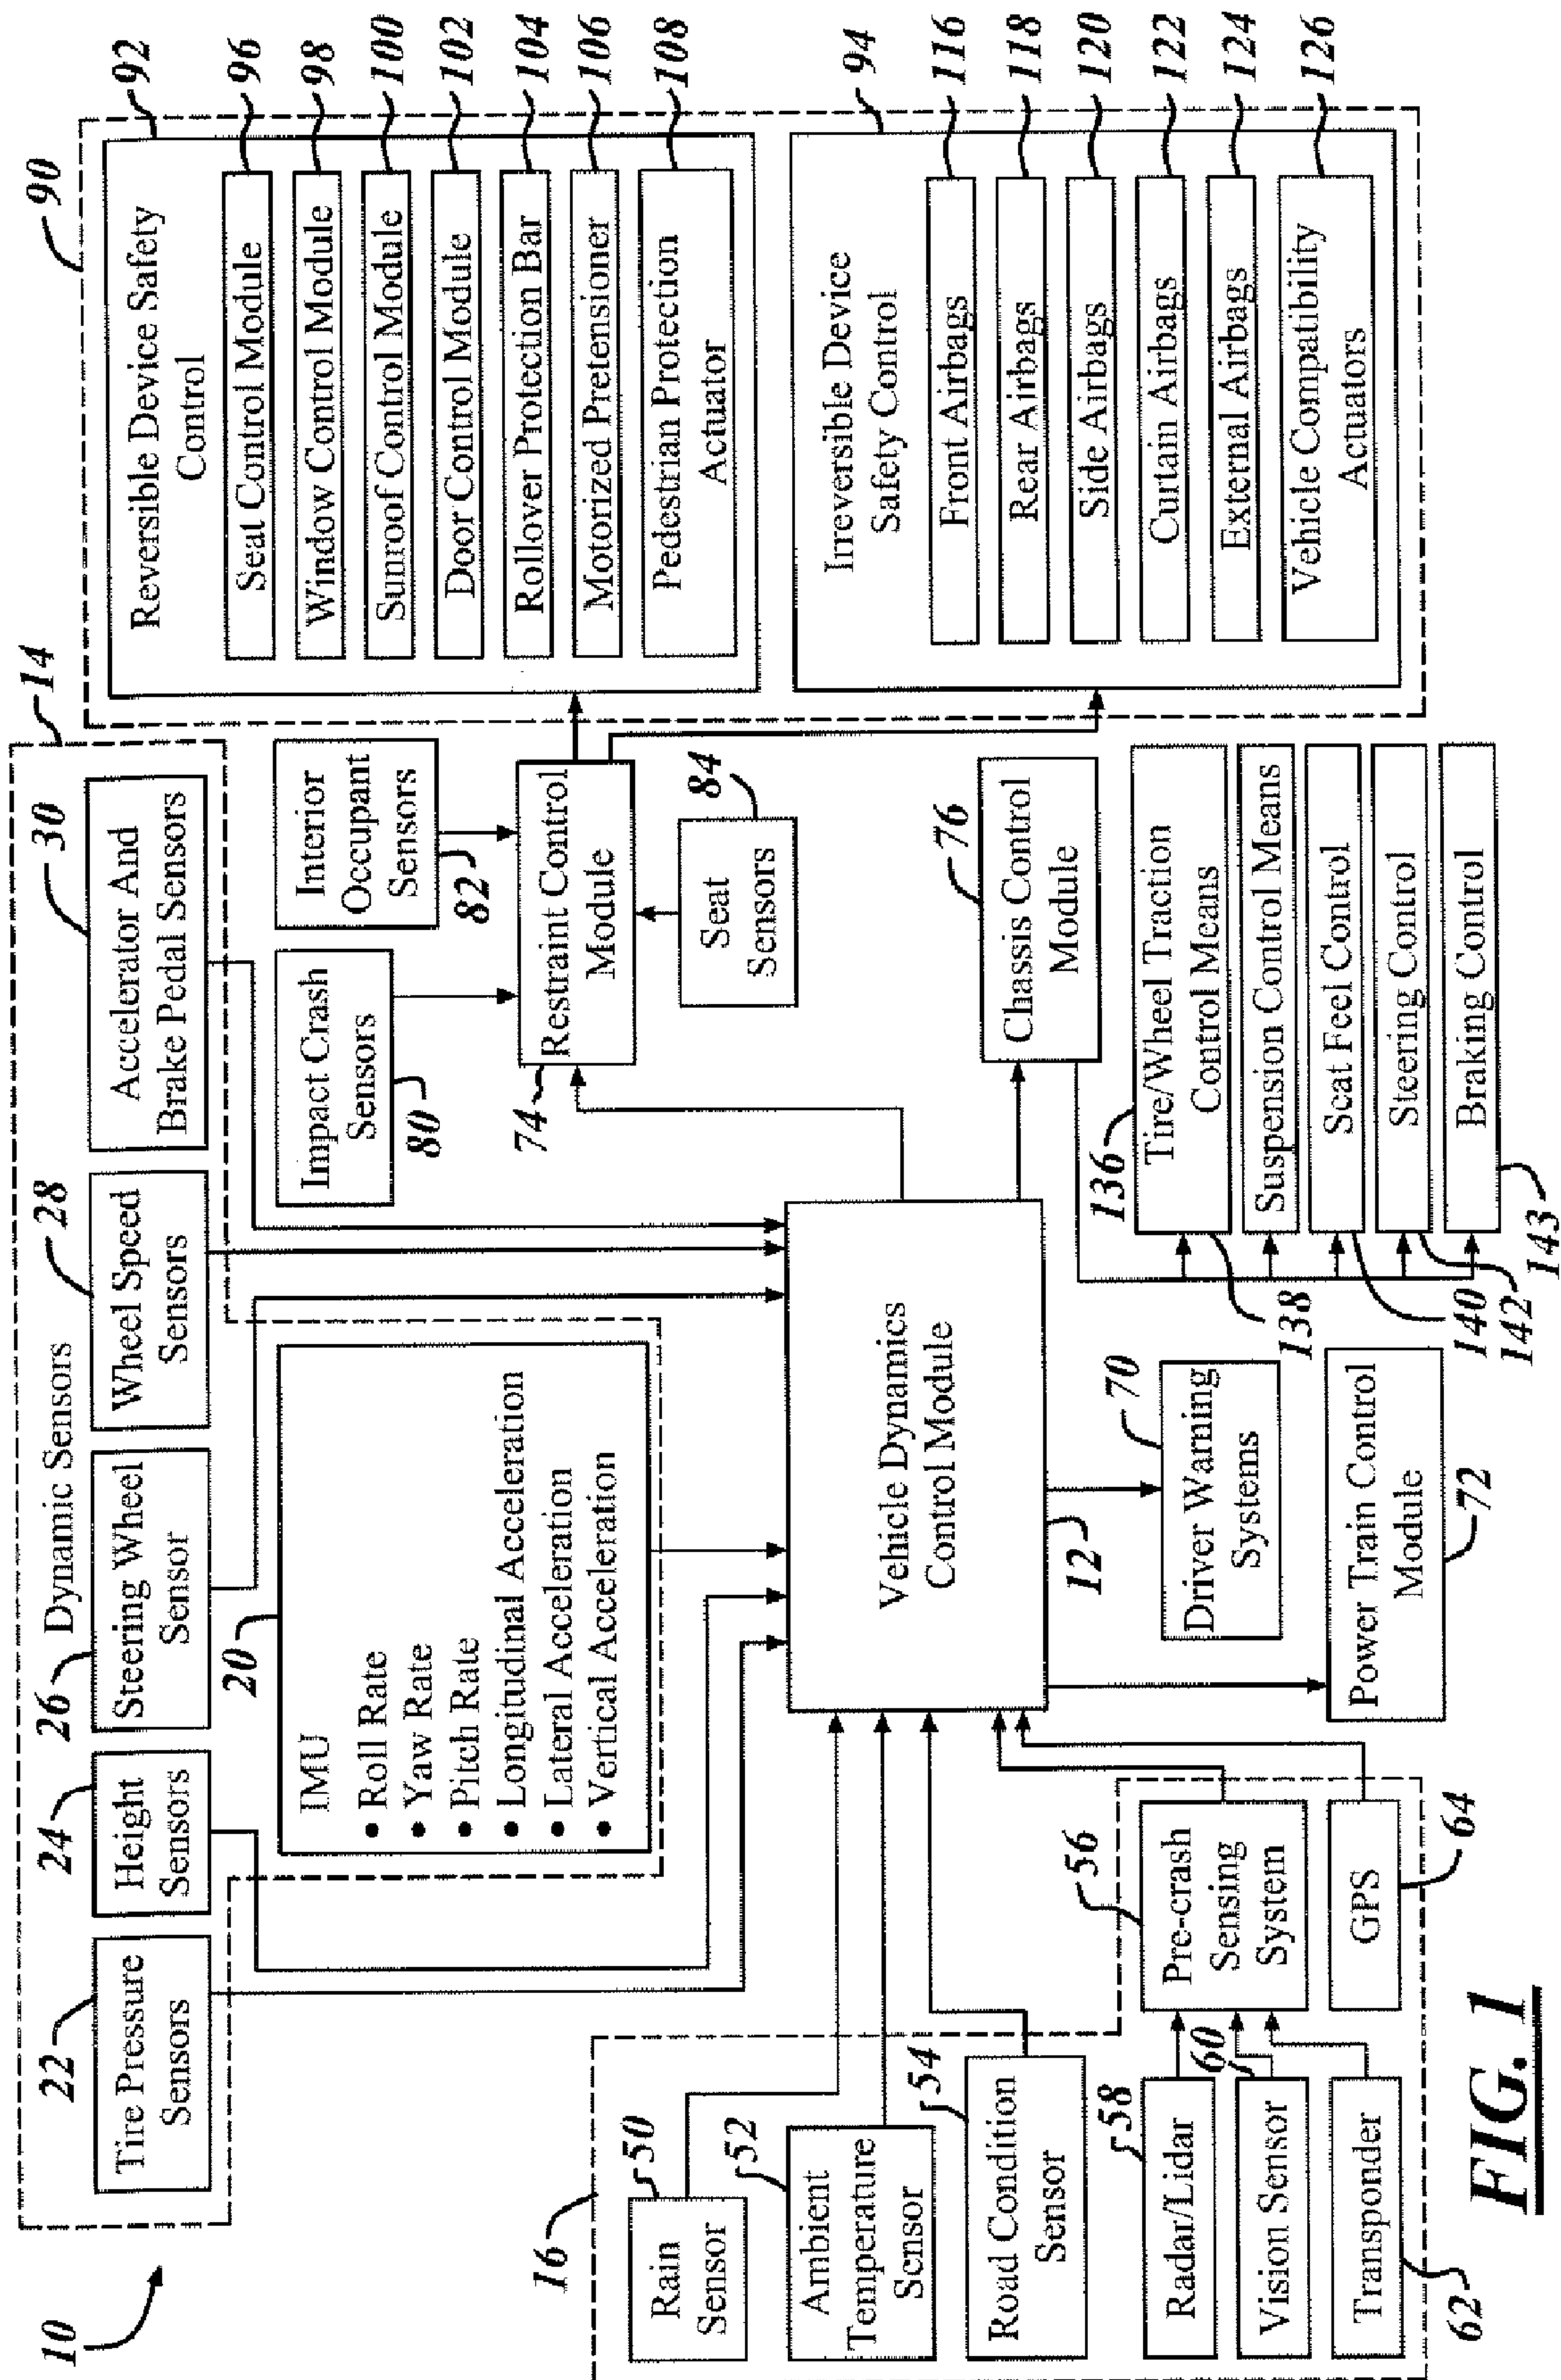 10
14
Dynamic Sensors
22
Tire Pressure
Sensors
24
Height
Sensors
26
Steering Wheel
Sensor
28
Wheel Speed
Sensors
30
Accelerator And
Brake Pedal Sensors
20
IMU
• Roll Rate
• Yaw Rate
• Pitch Rate
• Longitudinal Acceleration
• Lateral Acceleration
• Vertical Acceleration
Impact Crash
Sensors
80
Interior
Occupant
Sensors
82
74
Restraint Control
Module
Seat
Sensors
84
90
92
Reversible Device Safety
Control
Seat Control Module
96
Window Control Module
98
Sunroof Control Module
100
Door Control Module
102
Rollover Protection Bar
104
Motorized Pretensioner
106
Pedestrian Protection
Actuator
108
94
Irreversible Device
Safety Control
Front Airbags
116
Rear Airbags
118
Side Airbags
120
Curtain Airbags
122
External Airbags
124
Vehicle Compatibility
Actuators
126
16
Rain
Sensor
50
Ambient
Temperature
Sensor
52
Road Condition
Sensor
54
Radar/Lidar
58
Vision Sensor
60
Transponder
62
56
Pre-crash
Sensing
System
GPS
64
Vehicle Dynamics
Control Module
12
Driver Warning
Systems
70
Power Train Control
Module
72
76
Chassis Control
Module
136
Tire/Wheel Traction
Control Means
138
Suspension Control Means
Seat Feel Control
140
Steering Control
142
Braking Control
143
FIG. 1